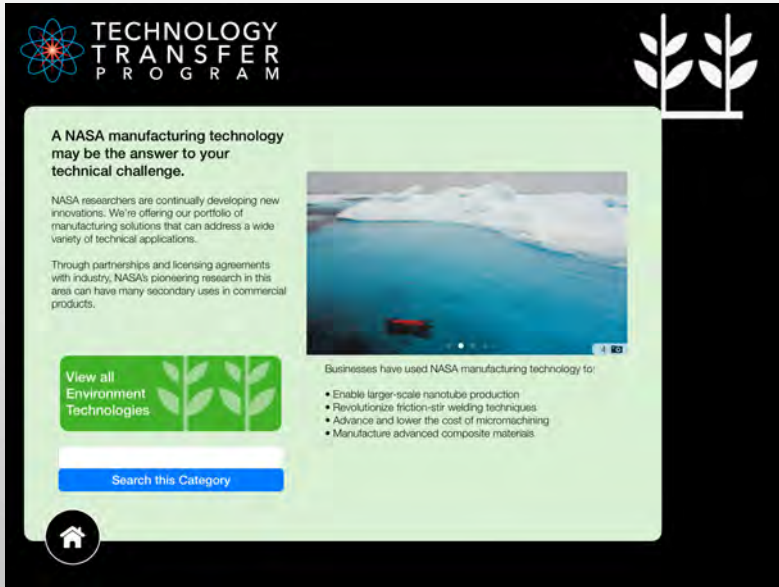 TECHNOLOGY
TRANSFER
PROGRAM
A NASA manufacturing technology
may be the answer to your
technical challenge.
NASA researchers are continually developing new
innovations. We're offering our portfolio of
manufacturing solutions that can address a wide
variety of technical applications.
Through partnerships and licensing agreements
with industry, NASA's pioneering research in this
area can have many secondary uses in commercial
products.
View all
Environment
Technologies
Search this Category
4
Businesses have used NASA manufacturing technology to:
• Enable larger-scale nanotube production
• Revolutionize friction-stir welding techniques
• Advance and lower the cost of micromachining
• Manufacture advanced composite materials